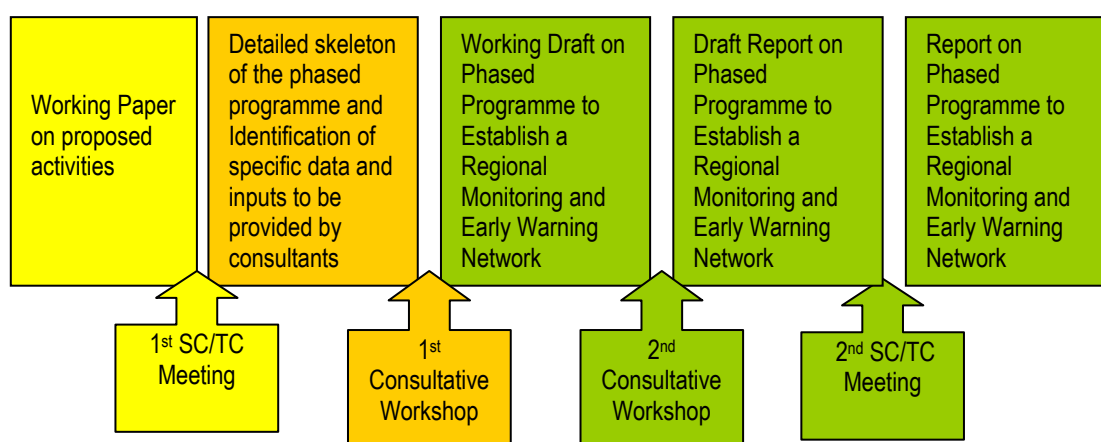 Working Paper
on proposed
activities
Detailed skeleton
of the phased
programme and
Identification of
specific data and
inputs to be
provided by
consultants
Working Draft on
Phased
Programme to
Establish a
Regional
Monitoring and
Early Warning
Network
Draft Report on
Phased
Programme to
Establish a
Regional
Monitoring and
Early Warning
Network
Report on
Phased
Programme to
Establish a
Regional
Monitoring and
Early Warning
Network
1st SC/TC
Meeting
1st
Consultative
Workshop
2nd
Consultative
Workshop
2nd SC/TC
Meeting